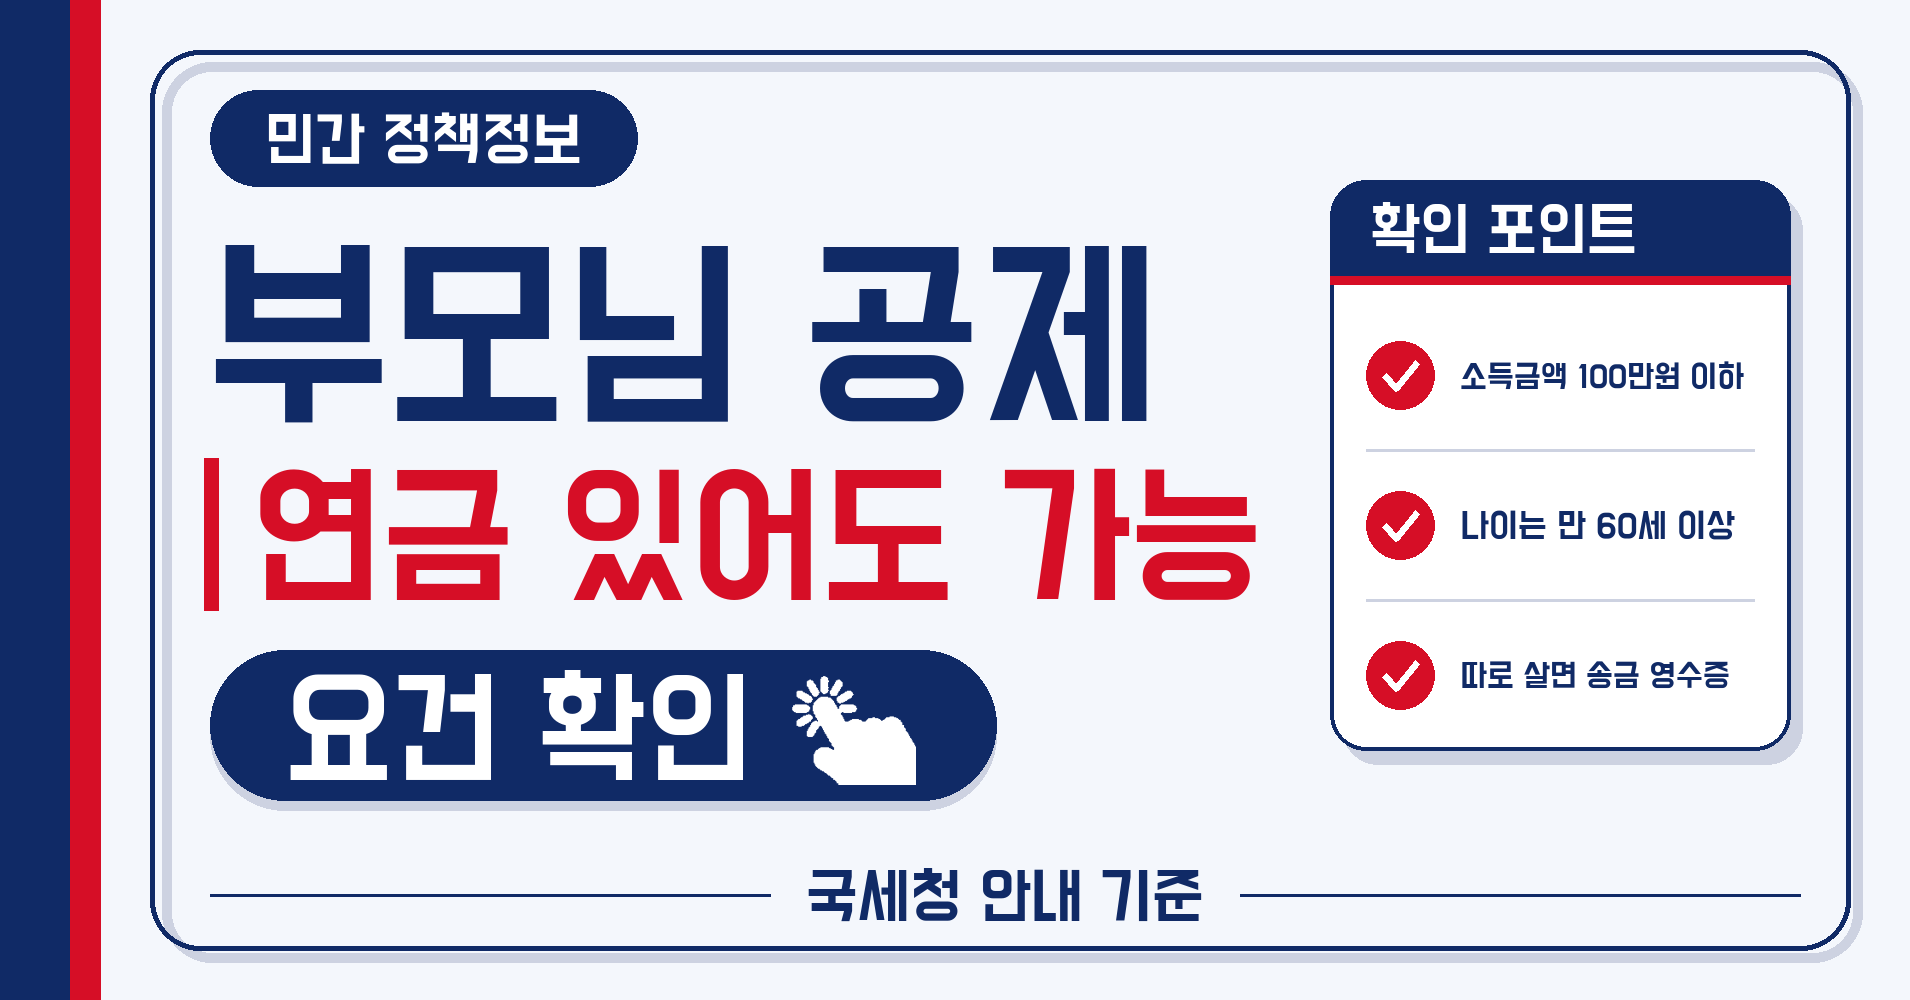 민간 정책정보
부모님 공제
연금 있어도 가능
요건 확인
확인 포인트
소득금액 100만원 이하
나이는 만 60세 이상
따로 살면 송금 영수증
국세청 안내 기준